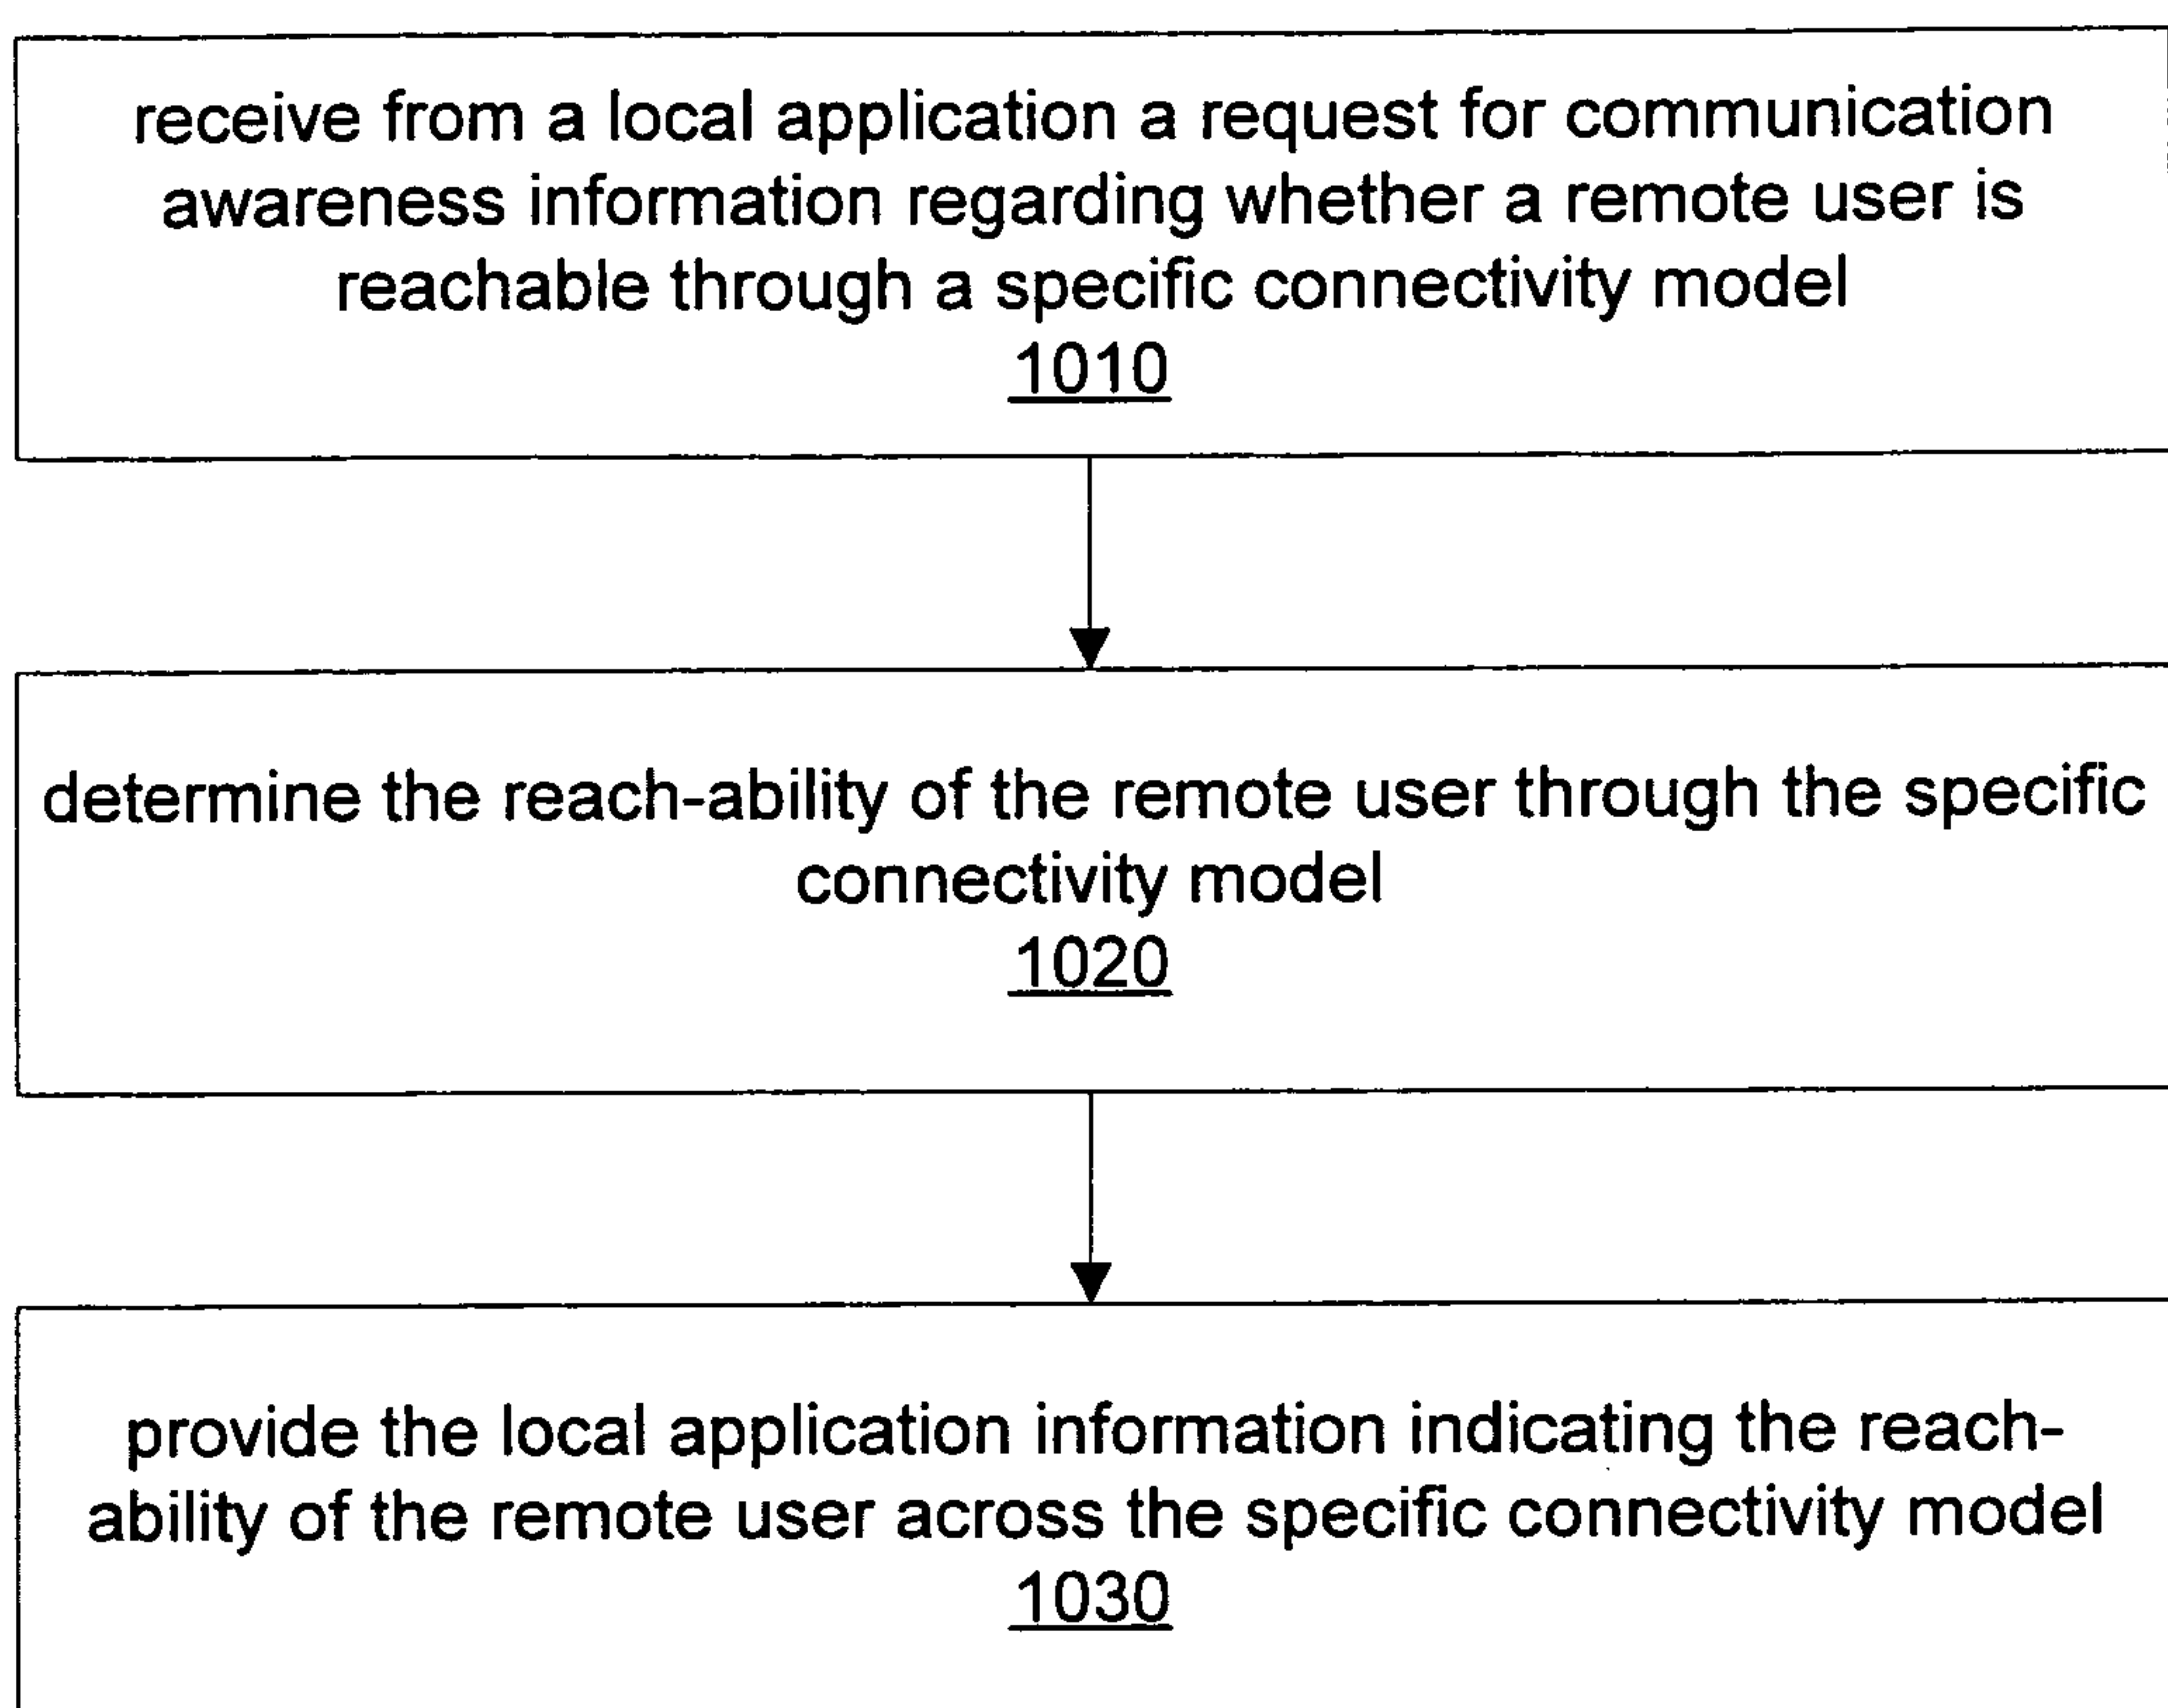 receive from a local application a request for communication
awareness information regarding whether a remote user is
reachable through a specific connectivity model
1010
determine the reach-ability of the remote user through the specific
connectivity model
1020
provide the local application information indicating the reach-
ability of the remote user across the specific connectivity model
1030